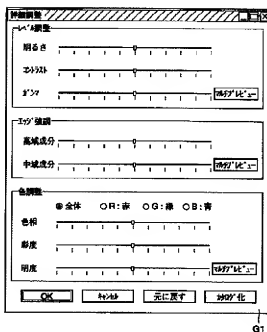 詳細調整
レベル調整
明るさ
コントラスト
ガンマ
マルチプレビュー
エッジ強調
高域成分
中域成分
マルチプレビュー
色調整
全体 R:赤 G:緑 B:青
色相
彩度
明度
マルチプレビュー
OK キャンセル 元に戻す カタログ化
G1